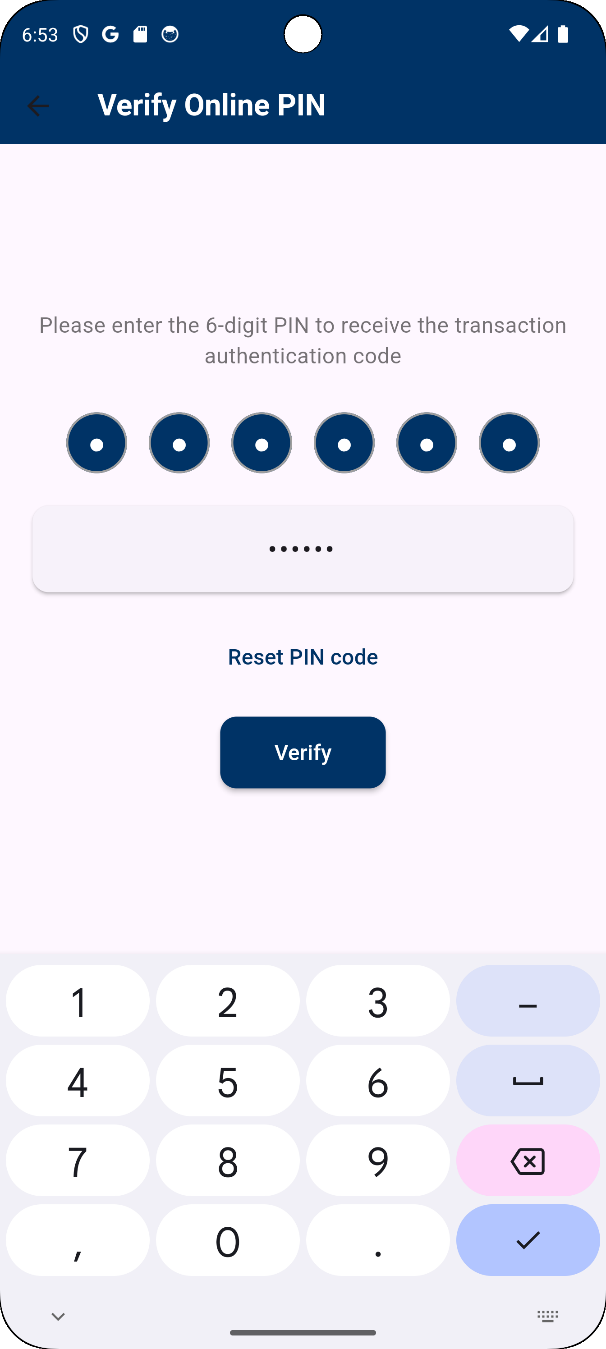 6:53
Verify Online PIN
Please enter the 6-digit PIN to receive the transaction
authentication code
••••••
Reset PIN code
Verify
1 2 3 –
4 5 6
7 8 9
, 0 .